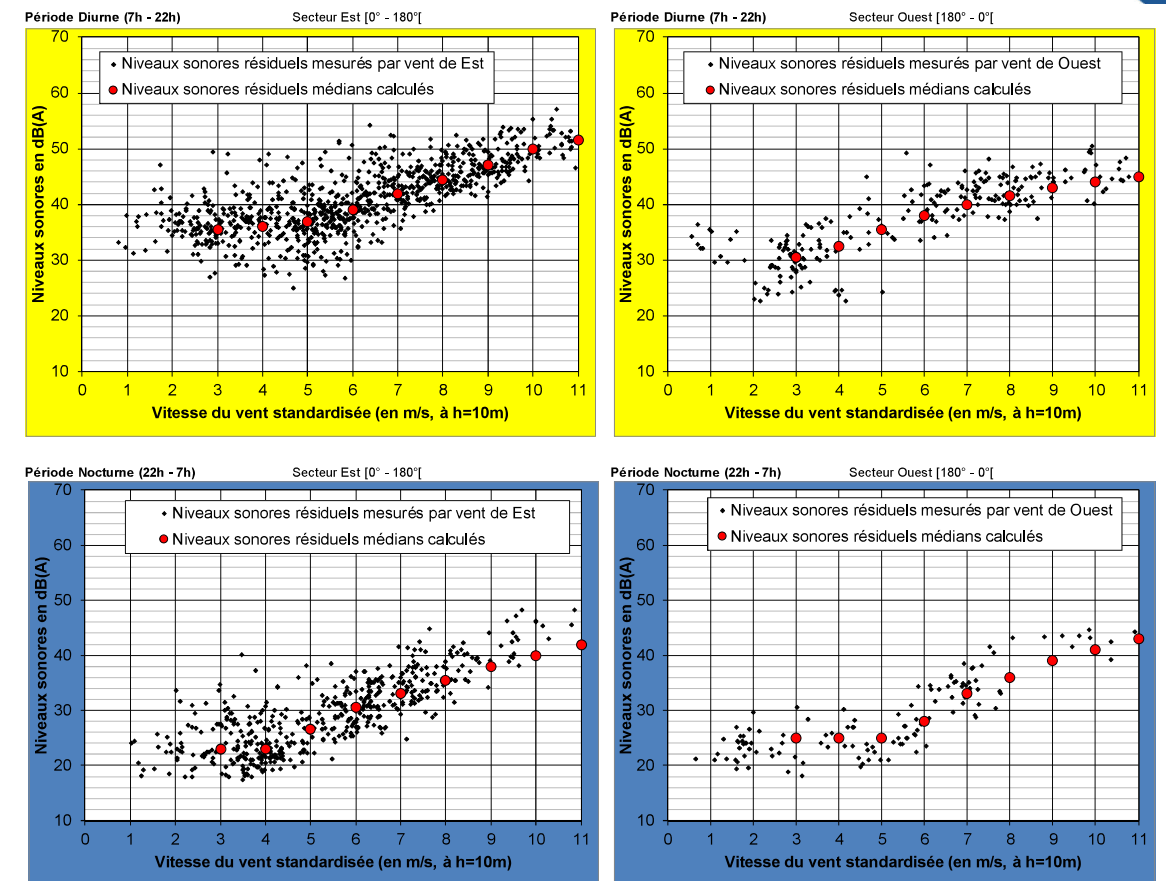 Période Diurne (7h - 22h)
Secteur Est [0° - 180°[
70
60
50
40
30
20
10
0 1 2 3 4 5 6 7 8 9 10 11
Niveaux sonores en dB(A)
Niveaux sonores résiduels mesurés par vent de Est
Niveaux sonores résiduels médians calculés
Vitesse du vent standardisée (en m/s, à h=10m)
Période Diurne (7h - 22h)
Secteur Ouest [180° - 0°[
70
60
50
40
30
20
10
0 1 2 3 4 5 6 7 8 9 10 11
Niveaux sonores en dB(A)
Niveaux sonores résiduels mesurés par vent de Ouest
Niveaux sonores résiduels médians calculés
Vitesse du vent standardisée (en m/s, à h=10m)
Période Nocturne (22h - 7h)
Secteur Est [0° - 180°[
70
60
50
40
30
20
10
0 1 2 3 4 5 6 7 8 9 10 11
Niveaux sonores en dB(A)
Niveaux sonores résiduels mesurés par vent de Est
Niveaux sonores résiduels médians calculés
Vitesse du vent standardisée (en m/s, à h=10m)
Période Nocturne (22h - 7h)
Secteur Ouest [180° - 0°[
70
60
50
40
30
20
10
0 1 2 3 4 5 6 7 8 9 10 11
Niveaux sonores en dB(A)
Niveaux sonores résiduels mesurés par vent de Ouest
Niveaux sonores résiduels médians calculés
Vitesse du vent standardisée (en m/s, à h=10m)